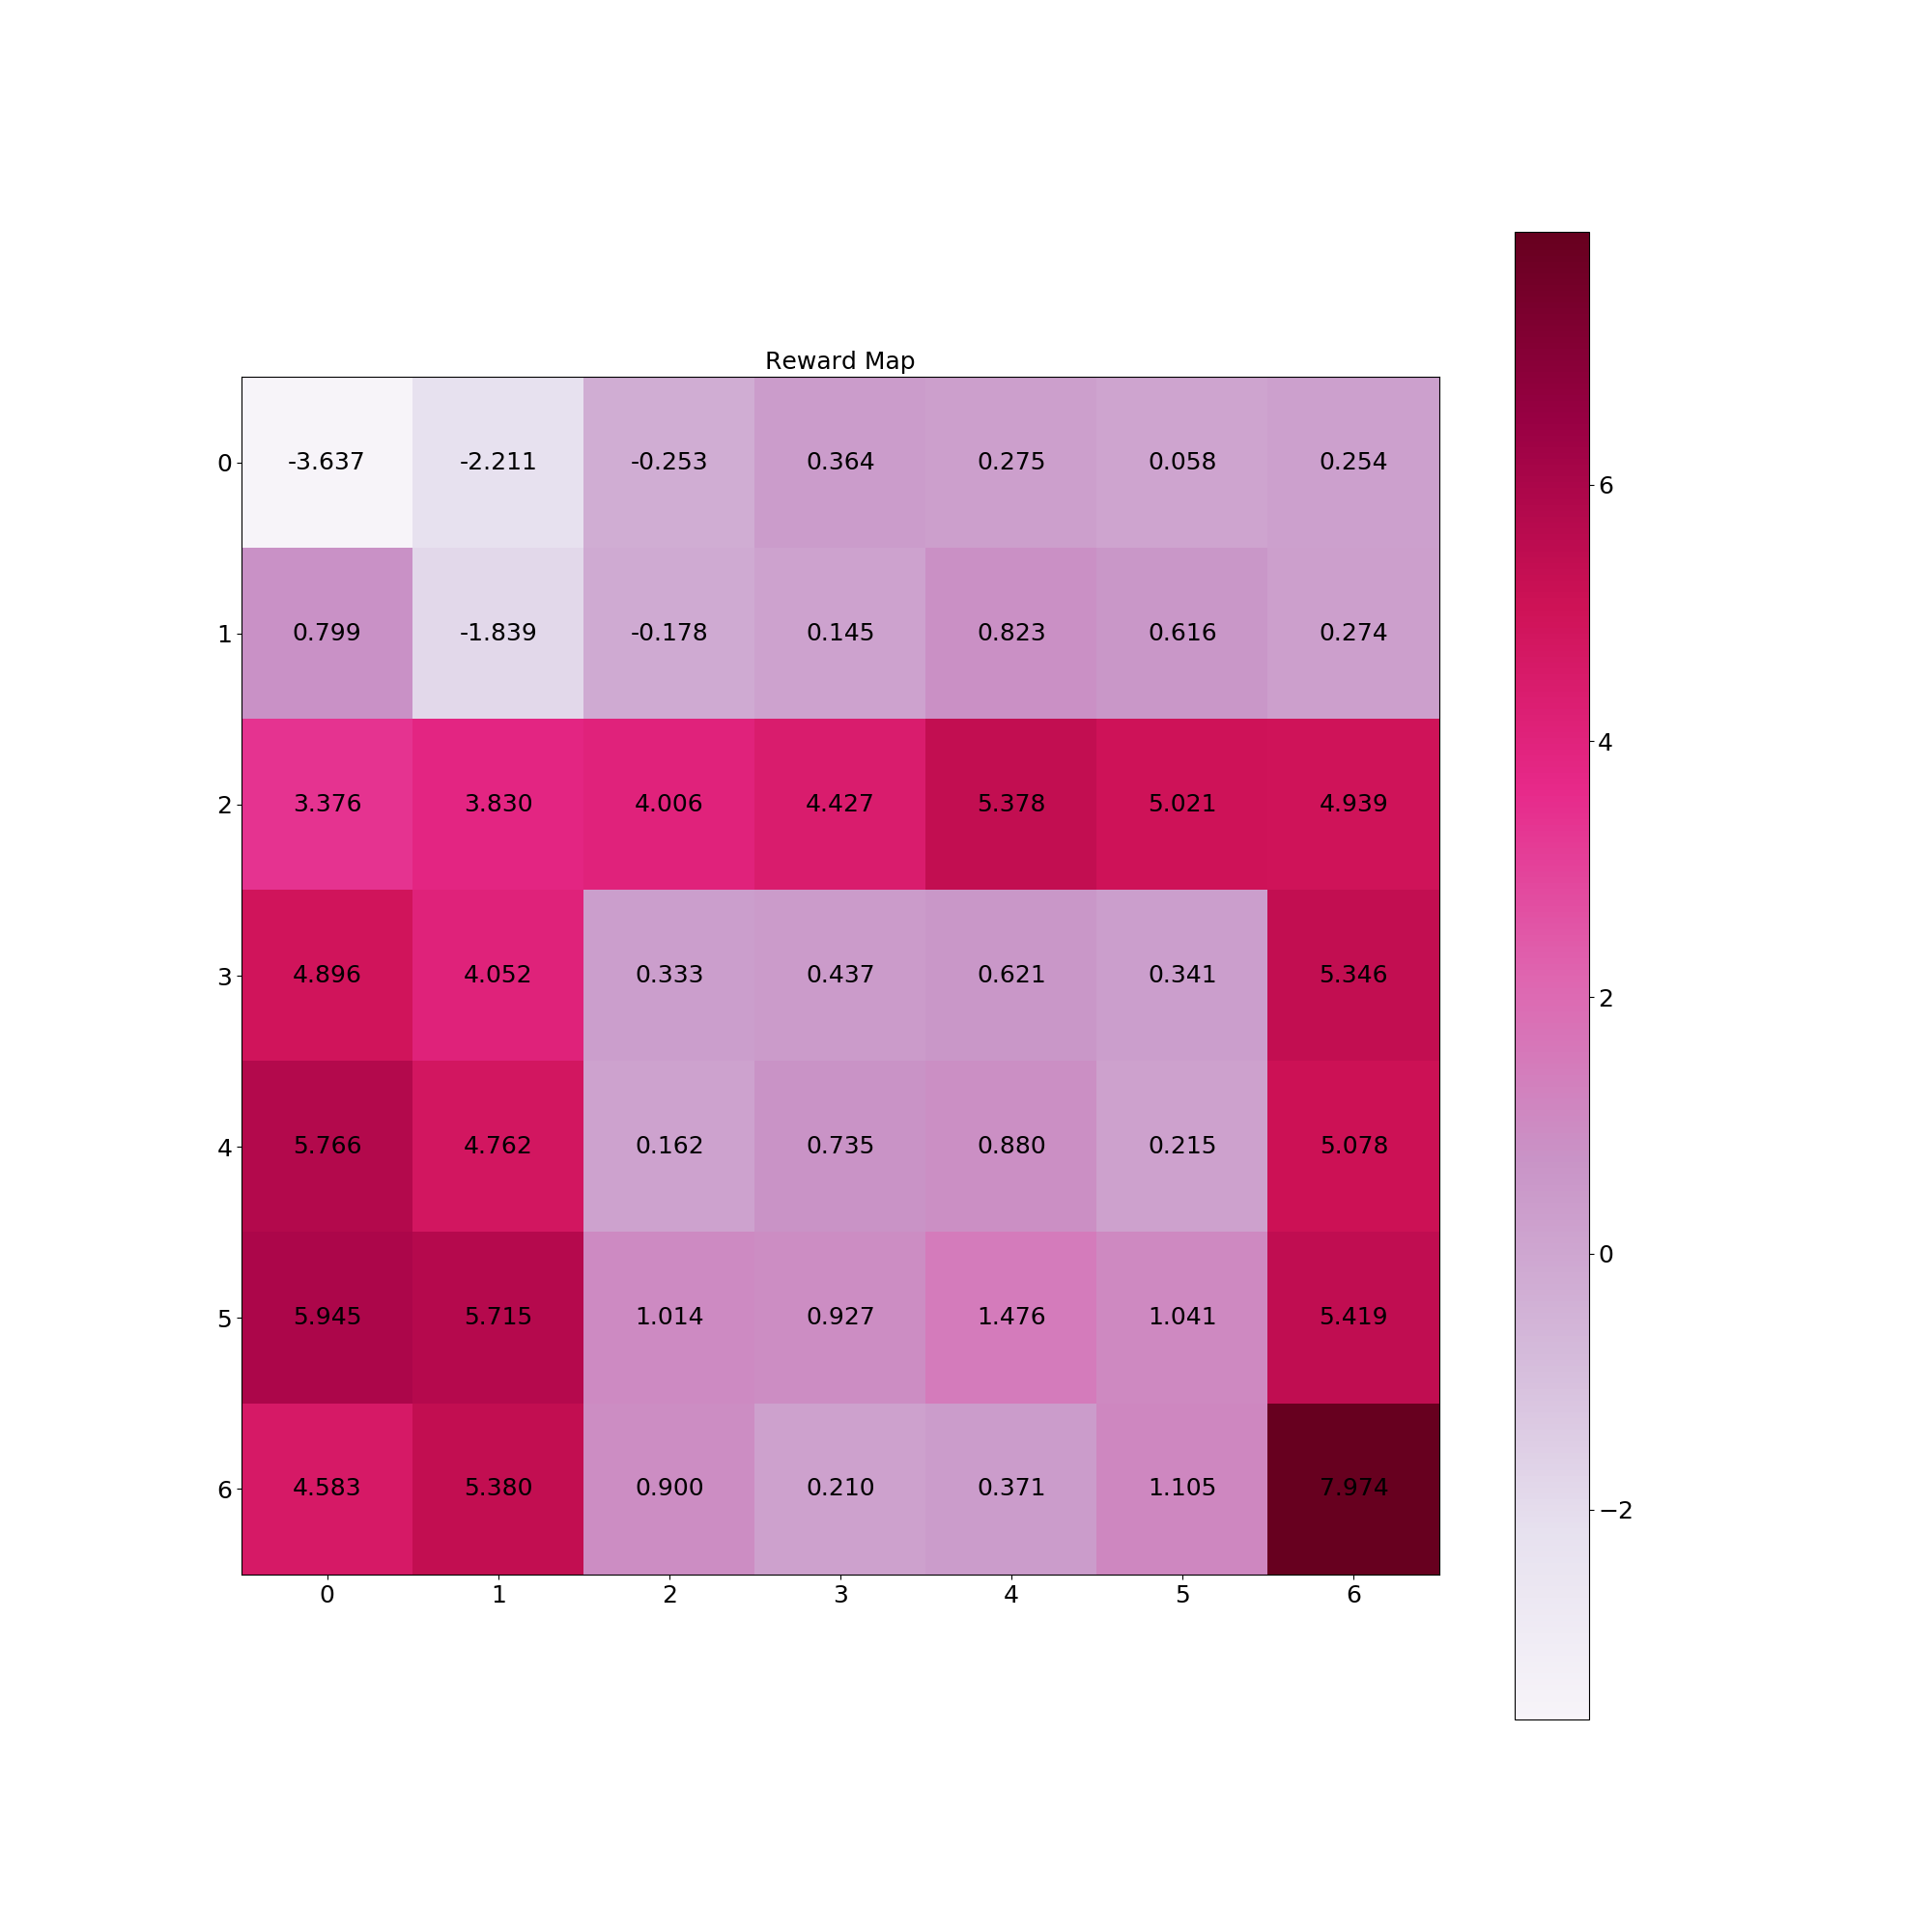 Reward Map
0 -3.637 -2.211 -0.253 0.364 0.275 0.058 0.254
1 0.799 -1.839 -0.178 0.145 0.823 0.616 0.274
2 3.376 3.830 4.006 4.427 5.378 5.021 4.939
3 4.896 4.052 0.333 0.437 0.621 0.341 5.346
4 5.766 4.762 0.162 0.735 0.880 0.215 5.078
5 5.945 5.715 1.014 0.927 1.476 1.041 5.419
6 4.583 5.380 0.900 0.210 0.371 1.105 7.974
0 1 2 3 4 5 6
6
4
2
0
−2